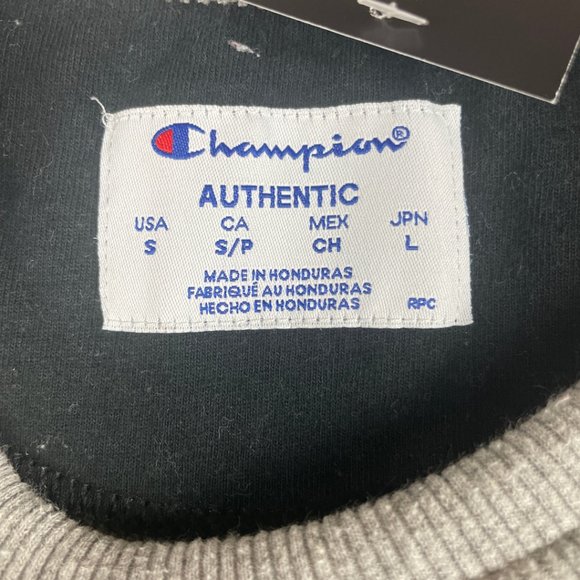 Champion®
AUTHENTIC
USA CA MEX JPN
S S/P CH L
MADE IN HONDURAS
FABRIQUÉ AU HONDURAS
HECHO EN HONDURAS RPC